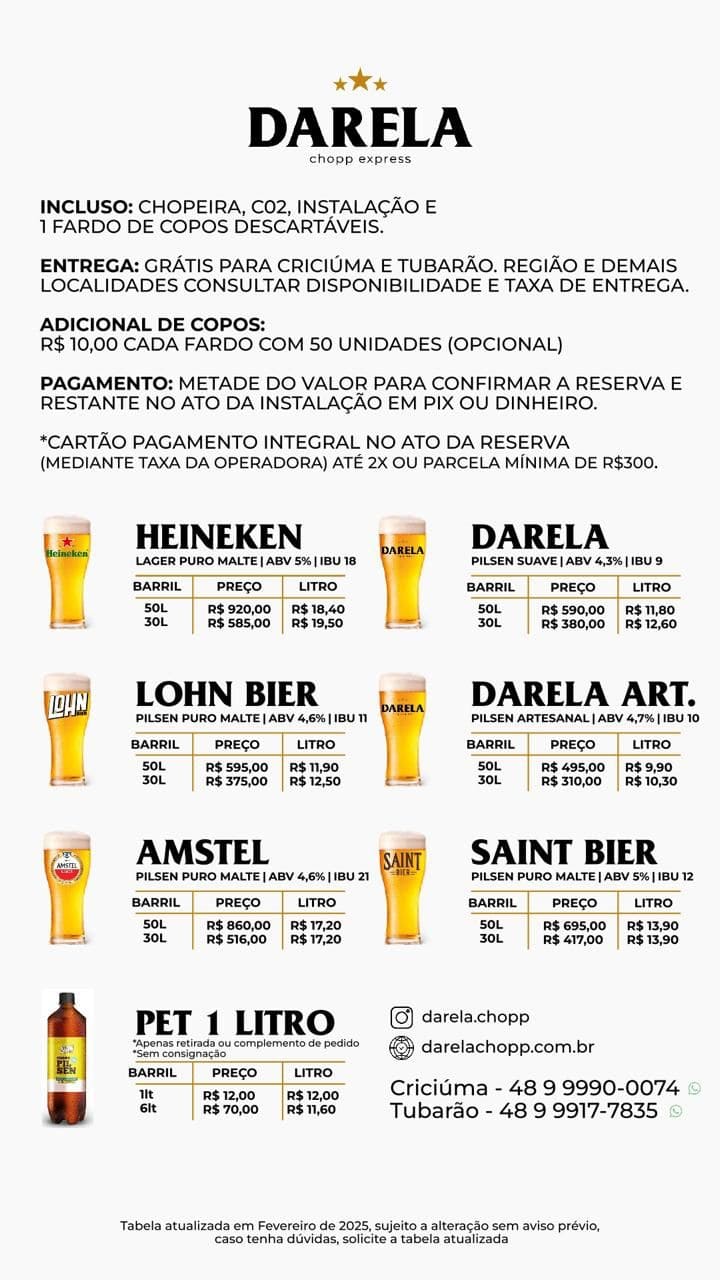 DARELA
chopp express
INCLUSO: CHOPEIRA, C02, INSTALAÇÃO E
1 FARDO DE COPOS DESCARTÁVEIS.
ENTREGA: GRÁTIS PARA CRICIÚMA E TUBARÃO. REGIÃO E DEMAIS
LOCALIDADES CONSULTAR DISPONIBILIDADE E TAXA DE ENTREGA.
ADICIONAL DE COPOS:
R$ 10,00 CADA FARDO COM 50 UNIDADES (OPCIONAL)
PAGAMENTO: METADE DO VALOR PARA CONFIRMAR A RESERVA E
RESTANTE NO ATO DA INSTALAÇÃO EM PIX OU DINHEIRO.
*CARTÃO PAGAMENTO INTEGRAL NO ATO DA RESERVA
(MEDIANTE TAXA DA OPERADORA) ATÉ 2X OU PARCELA MÍNIMA DE R$300.
Heineken
HEINEKEN
LAGER PURO MALTE | ABV 5% | IBU 18
BARRIL PREÇO LITRO
50L R$ 920,00 R$ 18,40
30L R$ 585,00 R$ 19,50
DARELA
DARELA
PILSEN SUAVE | ABV 4,3% | IBU 9
BARRIL PREÇO LITRO
50L R$ 590,00 R$ 11,80
30L R$ 380,00 R$ 12,60
LOHN
BIER
LOHN BIER
PILSEN PURO MALTE | ABV 4,6% | IBU 11
BARRIL PREÇO LITRO
50L R$ 595,00 R$ 11,90
30L R$ 375,00 R$ 12,50
DARELA
DARELA ART.
PILSEN ARTESANAL | ABV 4,7% | IBU 10
BARRIL PREÇO LITRO
50L R$ 495,00 R$ 9,90
30L R$ 310,00 R$ 10,30
AMSTEL
AMSTEL
PILSEN PURO MALTE | ABV 4,6% | IBU 21
BARRIL PREÇO LITRO
50L R$ 860,00 R$ 17,20
30L R$ 516,00 R$ 17,20
SAINT
BIER
SAINT BIER
PILSEN PURO MALTE | ABV 5% | IBU 12
BARRIL PREÇO LITRO
50L R$ 695,00 R$ 13,90
30L R$ 417,00 R$ 13,90
PIL
SEN
PET 1 LITRO
*Apenas retirada ou complemento de pedido
*Sem consignação
BARRIL PREÇO LITRO
1lt R$ 12,00 R$ 12,00
6lt R$ 70,00 R$ 11,60
darela.chopp
darelachopp.com.br
Criciúma - 48 9 9990-0074
Tubarão - 48 9 9917-7835
Tabela atualizada em Fevereiro de 2025, sujeito a alteração sem aviso prévio,
caso tenha dúvidas, solicite a tabela atualizada